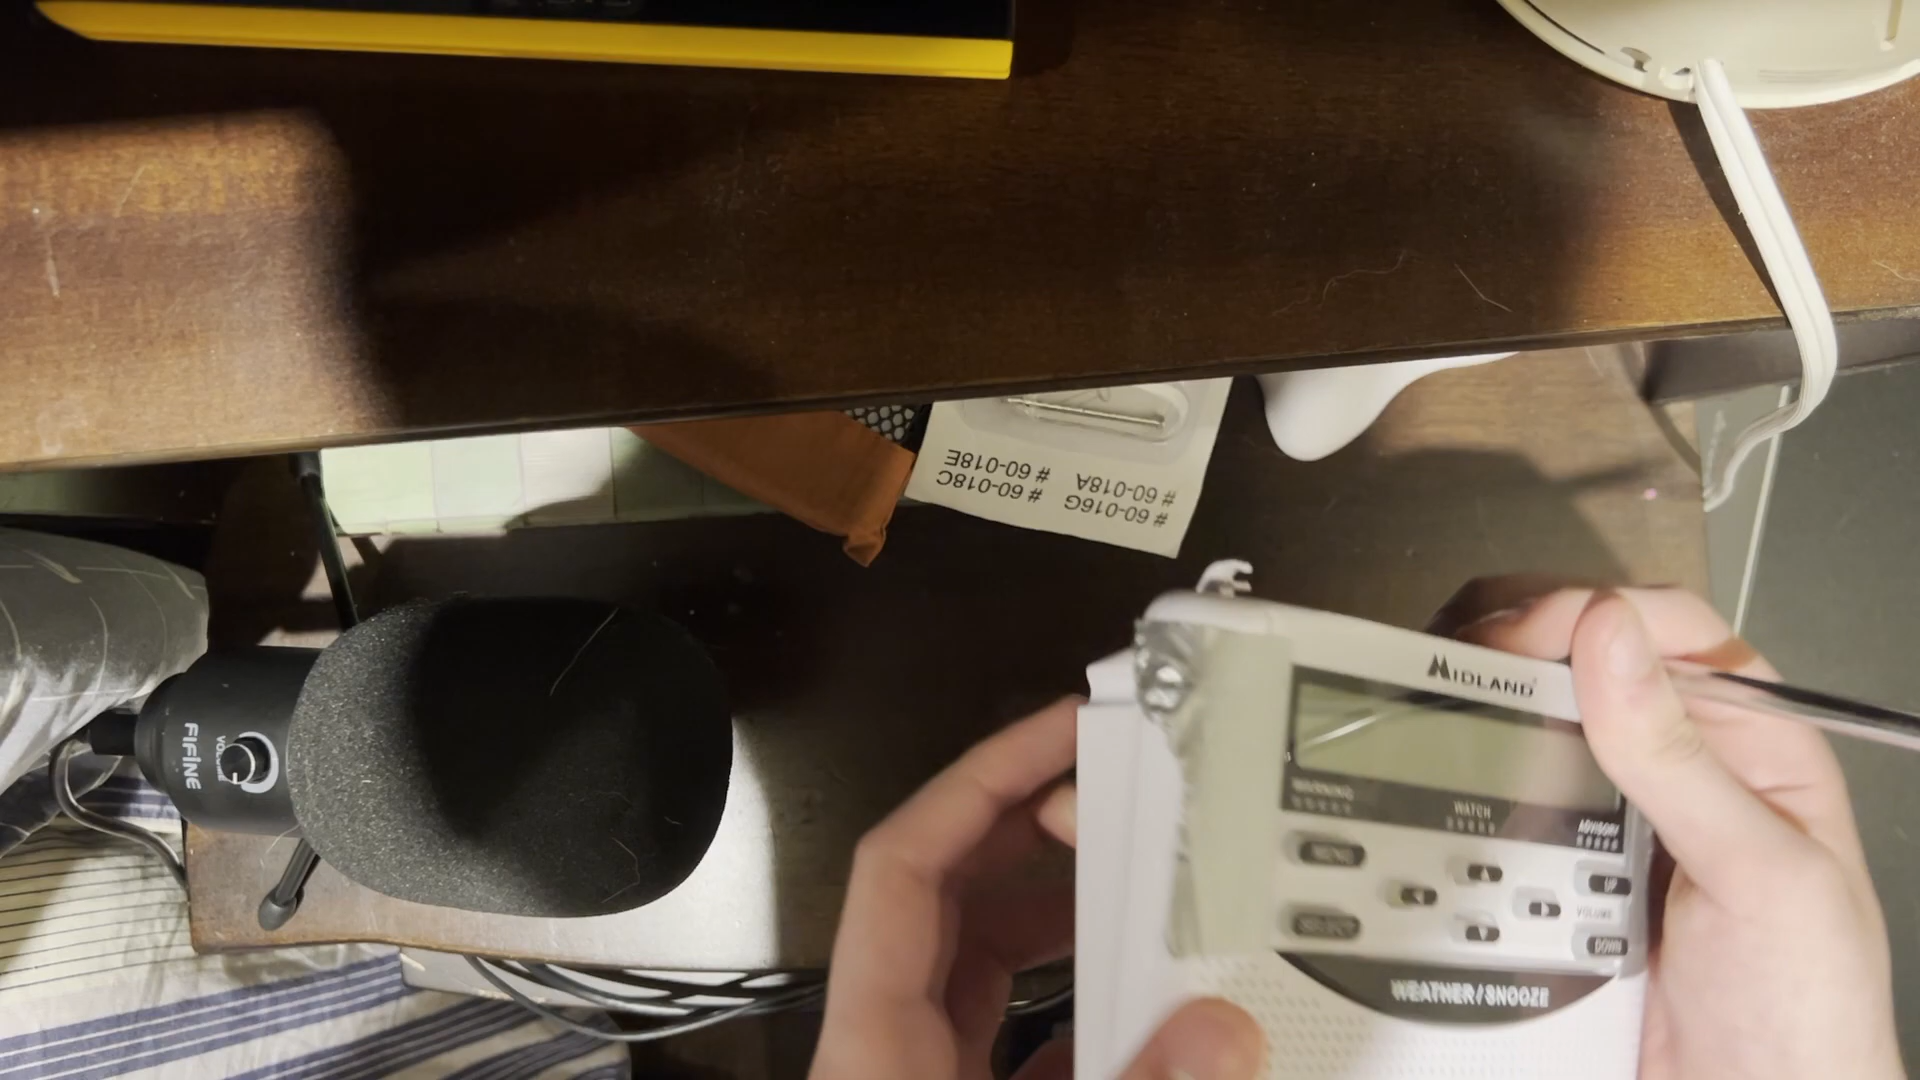 # 60-016G # 60-018C
# 60-018A # 60-018E
MIDLAND
WARNING WATCH ADVISORY
MENU
UP
VOLUME
SELECT
DOWN
WEATHER/SNOOZE
FIFINE
VOLUME